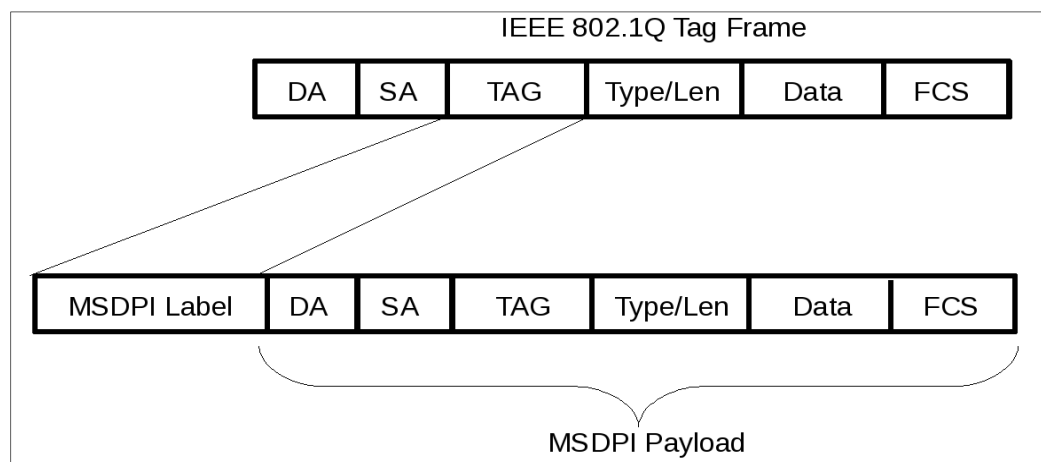 IEEE 802.1Q Tag Frame
DA SA TAG Type/Len Data FCS
MSDPI Label DA SA TAG Type/Len Data FCS
MSDPI Payload